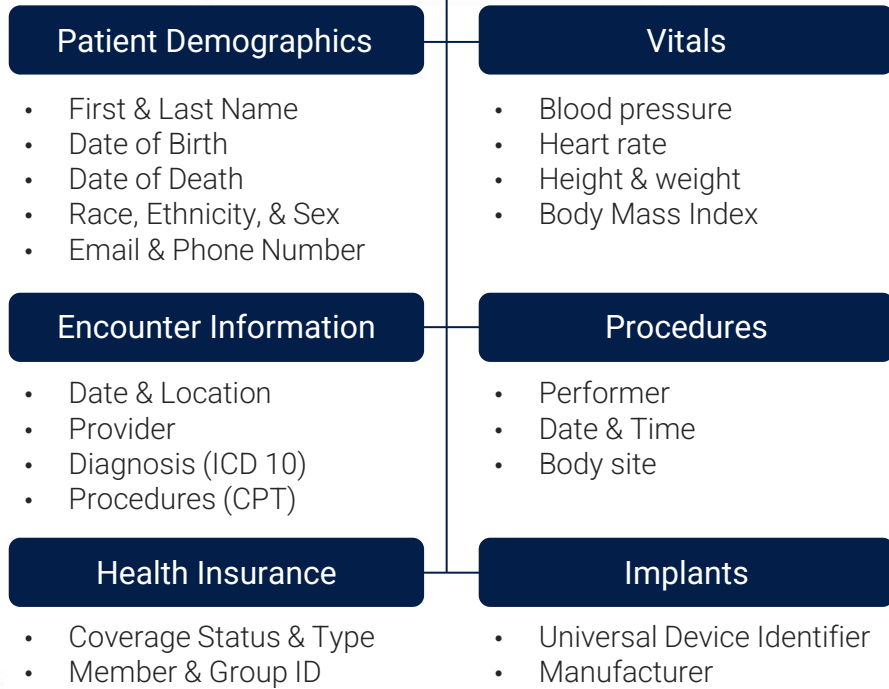 Patient Demographics
• First & Last Name
• Date of Birth
• Date of Death
• Race, Ethnicity, & Sex
• Email & Phone Number
Vitals
• Blood pressure
• Heart rate
• Height & weight
• Body Mass Index
Encounter Information
• Date & Location
• Provider
• Diagnosis (ICD 10)
• Procedures (CPT)
Procedures
• Performer
• Date & Time
• Body site
Health Insurance
• Coverage Status & Type
• Member & Group ID
Implants
• Universal Device Identifier
• Manufacturer